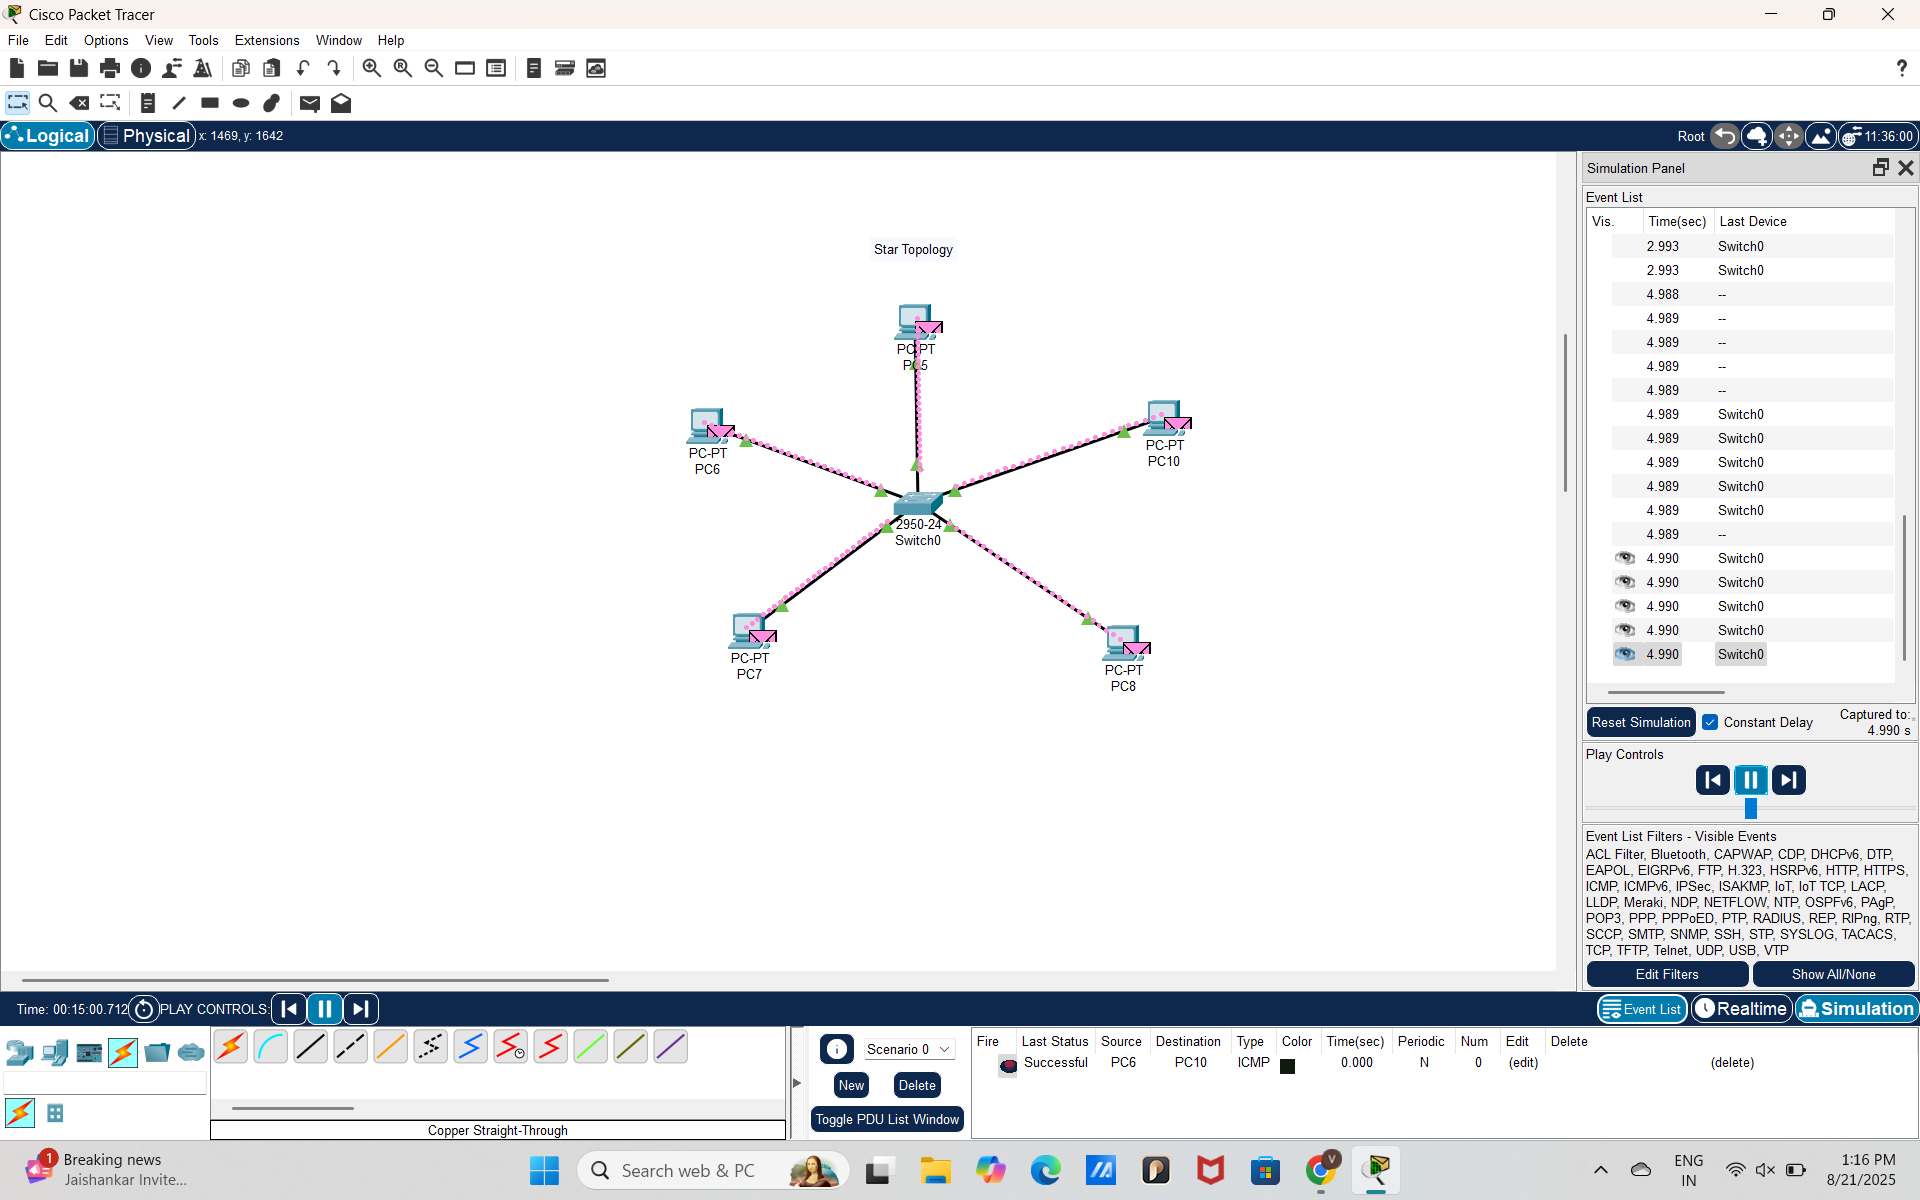 Cisco Packet Tracer
File Edit Options View Tools Extensions Window Help
?
Logical Physical x: 1469, y: 1642 Root 11:36:00
Simulation Panel
Event List
Vis. Time(sec) Last Device
2.993 Switch0
2.993 Switch0
4.988 --
4.989 --
4.989 --
4.989 --
4.989 --
4.989 Switch0
4.989 Switch0
4.989 Switch0
4.989 Switch0
4.989 Switch0
4.989 --
4.990 Switch0
4.990 Switch0
4.990 Switch0
4.990 Switch0
4.990 Switch0
Reset Simulation Constant Delay Captured to:
4.990 s
Play Controls
Event List Filters - Visible Events
ACL Filter, Bluetooth, CAPWAP, CDP, DHCPv6, DTP,
EAPOL, EIGRPv6, FTP, H.323, HSRPv6, HTTP, HTTPS,
ICMP, ICMPv6, IPSec, ISAKMP, IoT, IoT TCP, LACP,
LLDP, Meraki, NDP, NETFLOW, NTP, OSPFv6, PAgP,
POP3, PPP, PPPoED, PTP, RADIUS, REP, RIPng, RTP,
SCCP, SMTP, SNMP, SSH, STP, SYSLOG, TACACS,
TCP, TFTP, Telnet, UDP, USB, VTP
Edit Filters Show All/None
Star Topology
PC-PT
PC5
PC-PT
PC6
PC-PT
PC10
2950-24
Switch0
PC-PT
PC7
PC-PT
PC8
Time: 00:15:00.712 PLAY CONTROLS: Event List Realtime Simulation
Copper Straight-Through
Scenario 0
New Delete
Toggle PDU List Window
Fire Last Status Source Destination Type Color Time(sec) Periodic Num Edit Delete
Successful PC6 PC10 ICMP 0.000 N 0 (edit) (delete)
1
Breaking news
Jaishankar Invite...
Search web & PC
V
ENG
IN
1:16 PM
8/21/2025